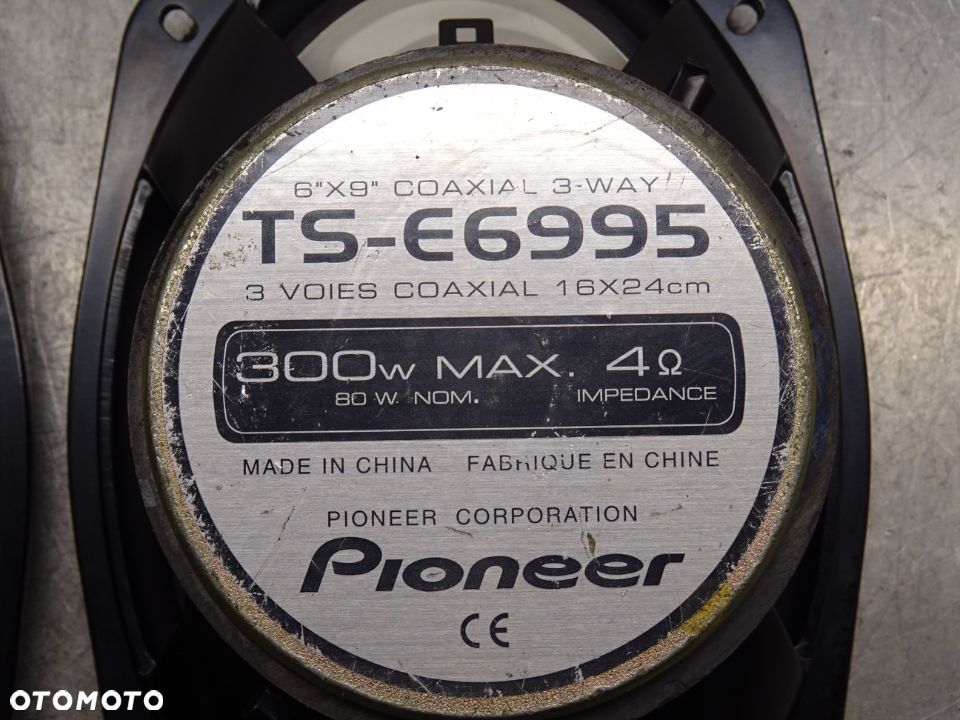 6"X9" COAXIAL 3-WAY
TS-E6995
3 VOIES COAXIAL 16X24cm
300W MAX. 4Ω
80 W. NOM. IMPEDANCE
MADE IN CHINA FABRIQUE EN CHINE
PIONEER CORPORATION
Pioneer
CE
OTOMOTO